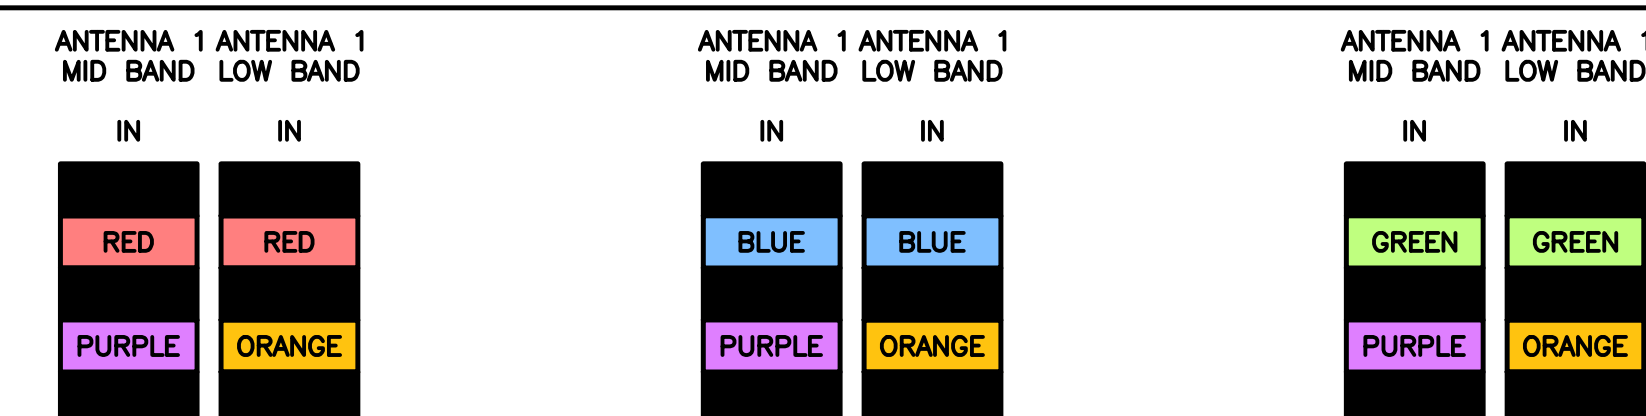 ANTENNA 1 ANTENNA 1 ANTENNA 1 ANTENNA 1 ANTENNA 1 ANTENNA 1
MID BAND LOW BAND MID BAND LOW BAND MID BAND LOW BAND
IN IN IN IN IN IN
RED RED BLUE BLUE GREEN GREEN
PURPLE ORANGE PURPLE ORANGE PURPLE ORANGE